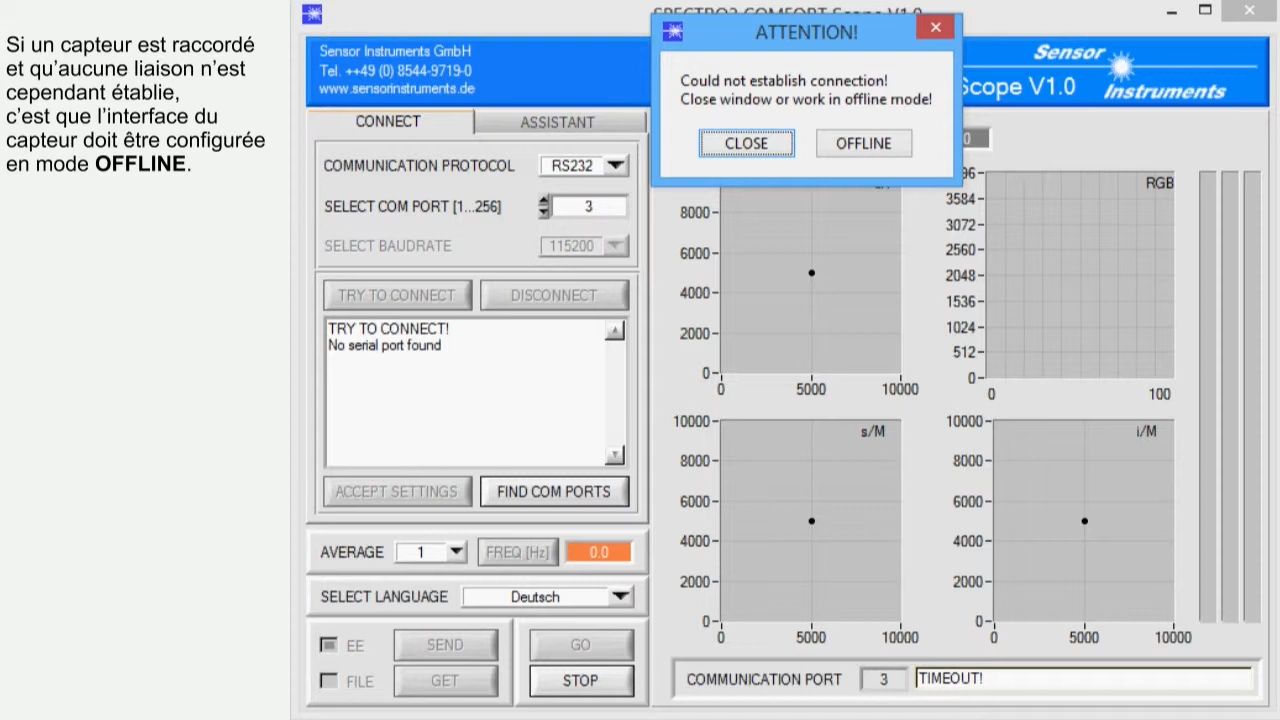 Si un capteur est raccordé
et qu’aucune liaison n’est
cependant établie,
c’est que l’interface du
capteur doit être configurée
en mode OFFLINE.
ATTENTION!
Could not establish connection!
Close window or work in offline mode!
CLOSE OFFLINE
Sensor Instruments GmbH
Tel. ++49 (0) 8544-9719-0
www.sensorinstruments.de
Scope V1.0
Sensor
Instruments
CONNECT ASSISTANT
COMMUNICATION PROTOCOL RS232
SELECT COM PORT [1...256] 3
SELECT BAUDRATE 115200
TRY TO CONNECT DISCONNECT
TRY TO CONNECT!
No serial port found
ACCEPT SETTINGS FIND COM PORTS
AVERAGE 1 FREQ [Hz] 0.0
SELECT LANGUAGE Deutsch
EE SEND GO
FILE GET STOP
8000
6000
4000
2000
0
0 5000 10000
RGB
3584
3072
2560
2048
1536
1024
512
0
0 100
s/M
10000
8000
6000
4000
2000
0
0 5000 10000
i/M
10000
8000
6000
4000
2000
0
0 5000 10000
COMMUNICATION PORT 3 TIMEOUT!